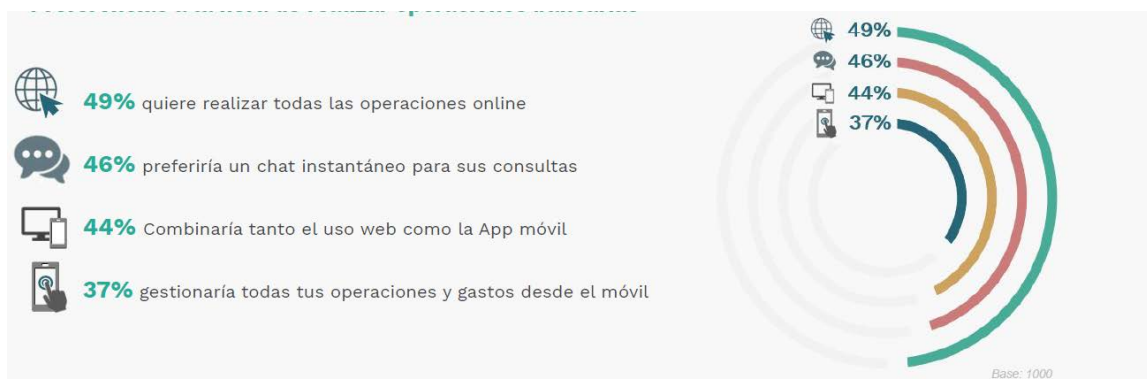 49% quiere realizar todas las operaciones online
46% preferiría un chat instantáneo para sus consultas
44% Combinaría tanto el uso web como la App móvil
37% gestionaría todas tus operaciones y gastos desde el móvil
49%
46%
44%
37%
Base: 1000